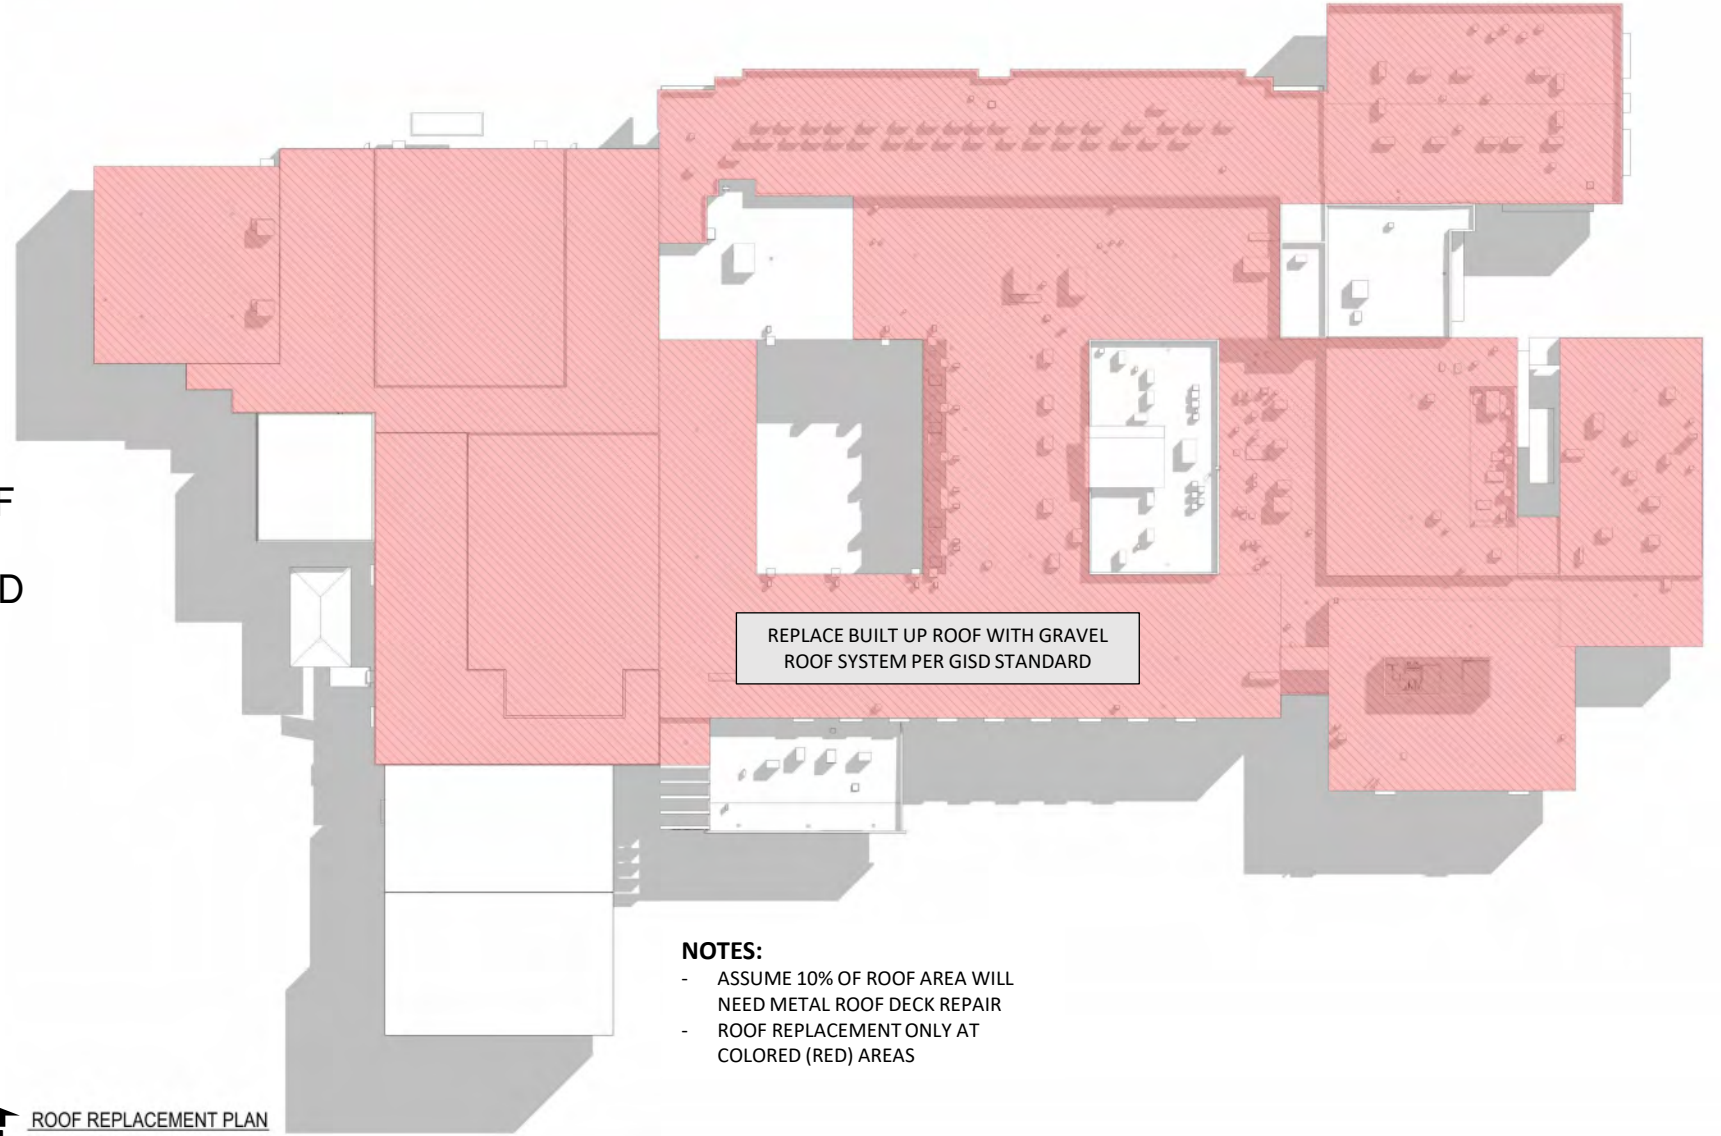 F
D
REPLACE BUILT UP ROOF WITH GRAVEL
ROOF SYSTEM PER GISD STANDARD
NOTES:
- ASSUME 10% OF ROOF AREA WILL
NEED METAL ROOF DECK REPAIR
- ROOF REPLACEMENT ONLY AT
COLORED (RED) AREAS
ROOF REPLACEMENT PLAN